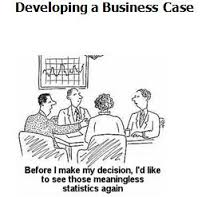 Developing a Business Case
Before I make my decision, I'd like
to see those meaningless
statistics again